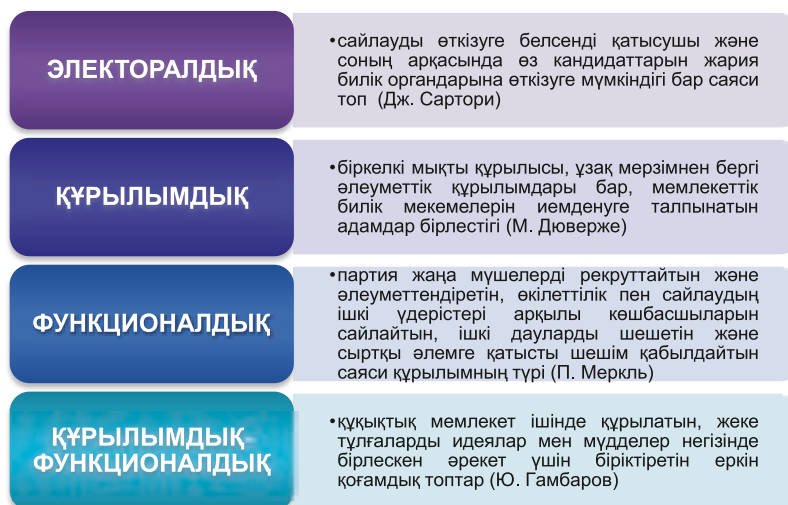 ЭЛЕКТОРАЛДЫҚ
•сайлауды өткізуге белсенді қатысушы және
соның арқасында өз кандидаттарын жария
билік органдарына өткізуге мүмкіндігі бар саяси
топ (Дж. Сартори)
ҚҰРЫЛЫМДЫҚ
•біркелкі мықты құрылысы, ұзақ мерзімнен бергі
әлеуметтік құрылымдары бар, мемлекеттік
билік мекемелерін иемденуге талпынатын
адамдар бірлестігі (М. Дюверже)
ФУНКЦИОНАЛДЫҚ
•партия жаңа мүшелерді рекруттайтын және
әлеуметтендіретін, өкілеттілік пен сайлаудың
ішкі үдерістері арқылы көшбасшыларын
сайлайтын, ішкі дауларды шешетін және
сыртқы әлемге қатысты шешім қабылдайтын
саяси құрылымның түрі (П. Меркль)
ҚҰРЫЛЫМДЫҚ
ФУНКЦИОНАЛДЫҚ
•құқықтық мемлекет ішінде құрылатын, жеке
тұлғаларды идеялар мен мүдделер негізінде
бірлескен әрекет үшін біріктіретін еркін
қоғамдық топтар (Ю. Гамбаров)